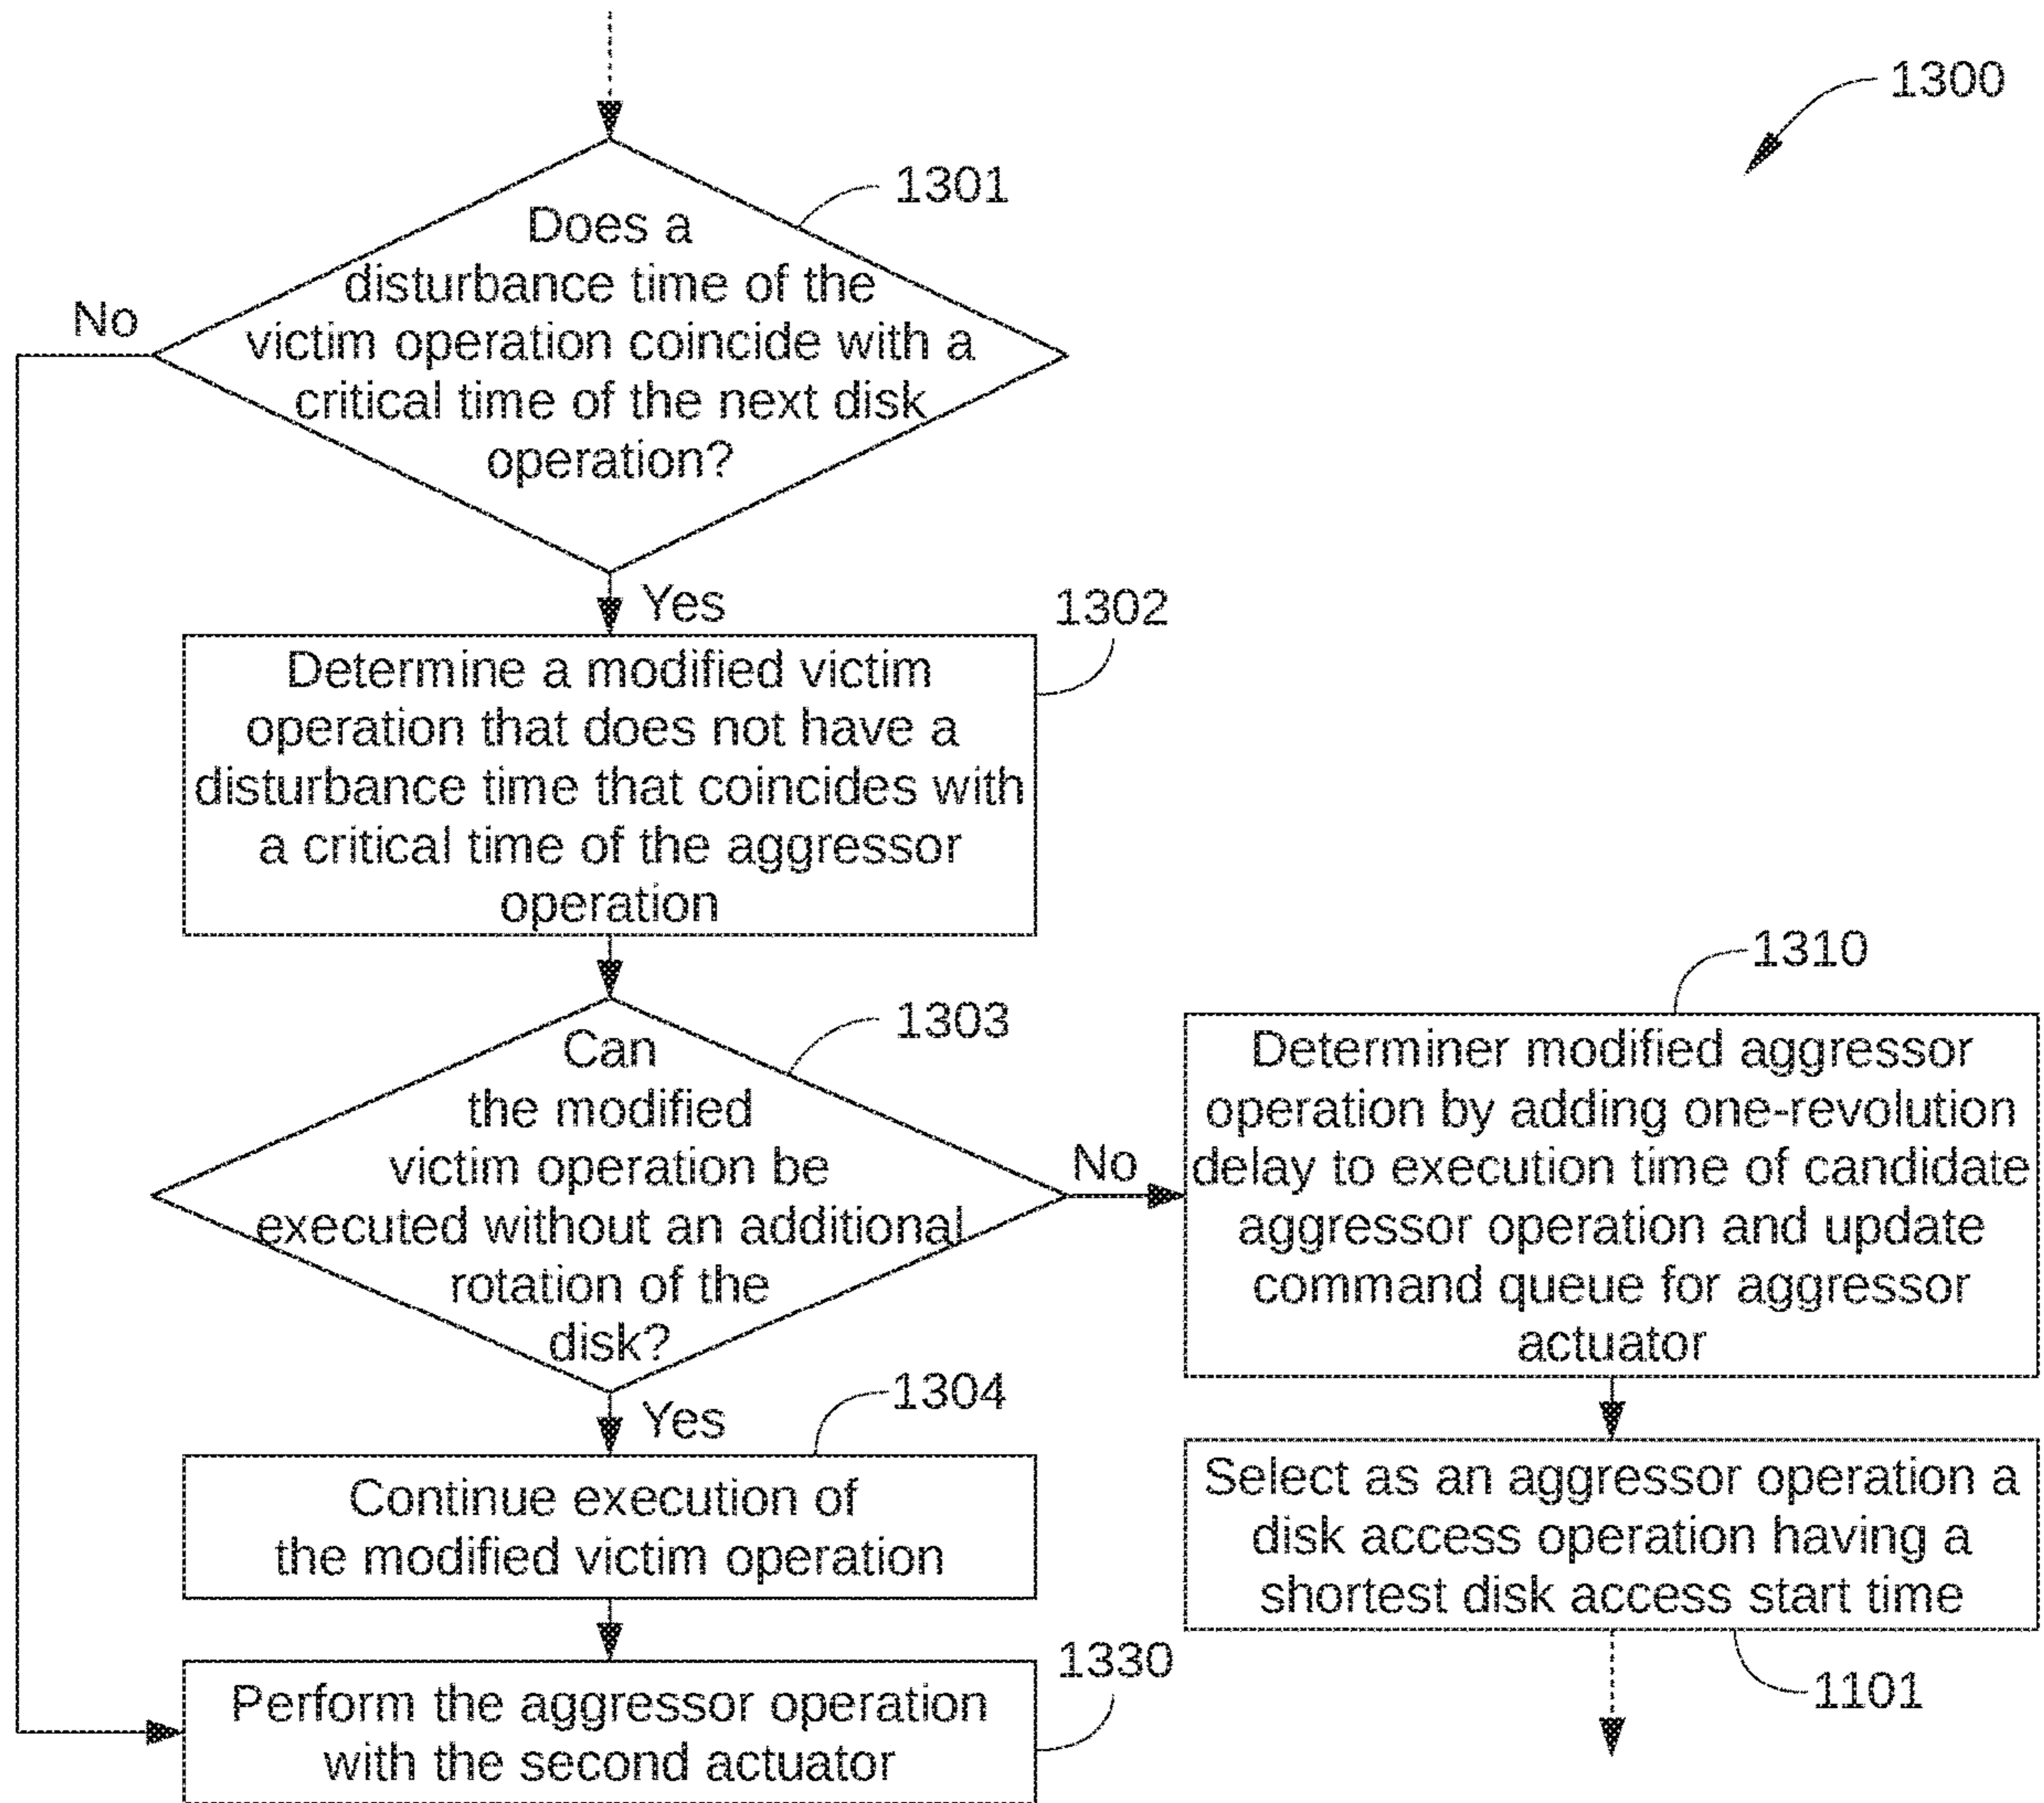 1300
1301
Does a
disturbance time of the
victim operation coincide with a
critical time of the next disk
operation?
No
Yes
1302
Determine a modified victim
operation that does not have a
disturbance time that coincides with
a critical time of the aggressor
operation
1303
Can
the modified
victim operation be
executed without an additional
rotation of the
disk?
No
1310
Determiner modified aggressor
operation by adding one-revolution
delay to execution time of candidate
aggressor operation and update
command queue for aggressor
actuator
Yes
1304
Continue execution of
the modified victim operation
Select as an aggressor operation a
disk access operation having a
shortest disk access start time
1101
1330
Perform the aggressor operation
with the second actuator